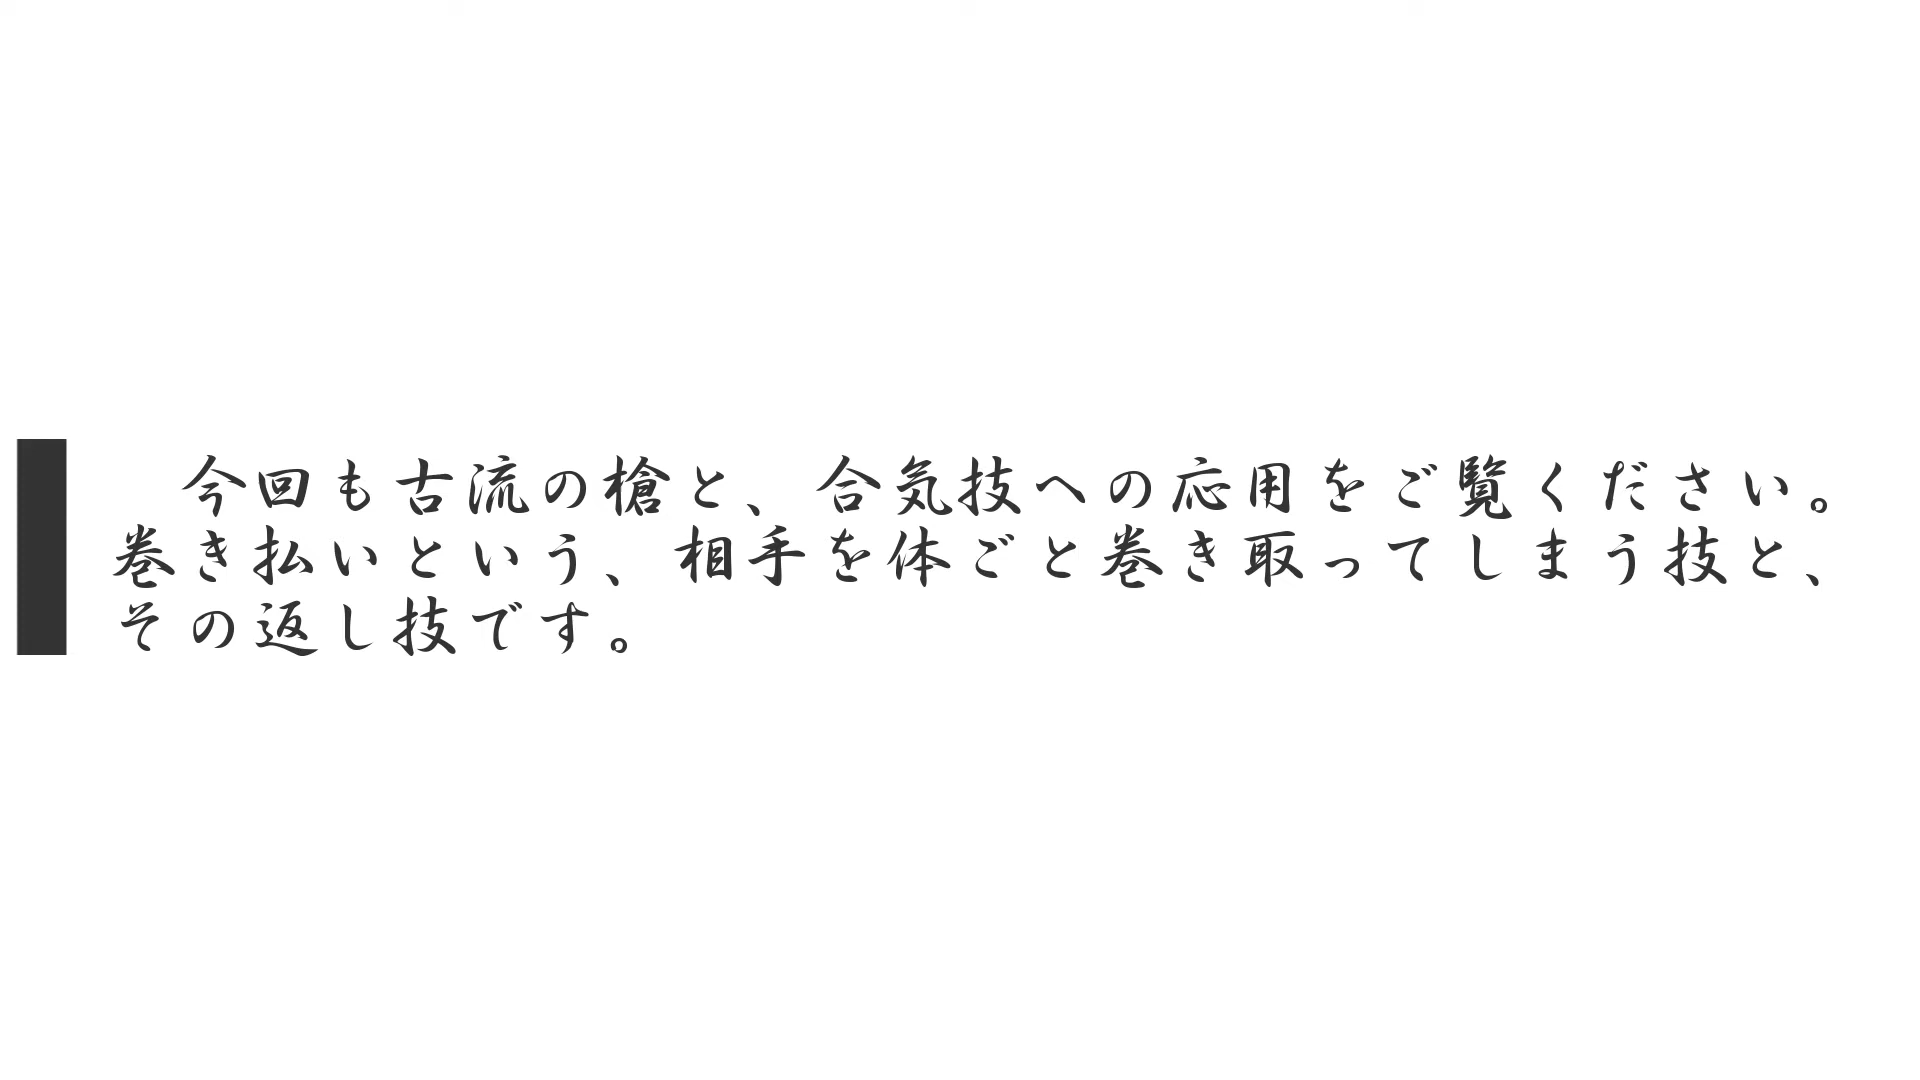 今回も古流の槍と、合気技への応用をご覧ください。
巻き払いという、相手を体ごと巻き取ってしまう技と、
その返し技です。